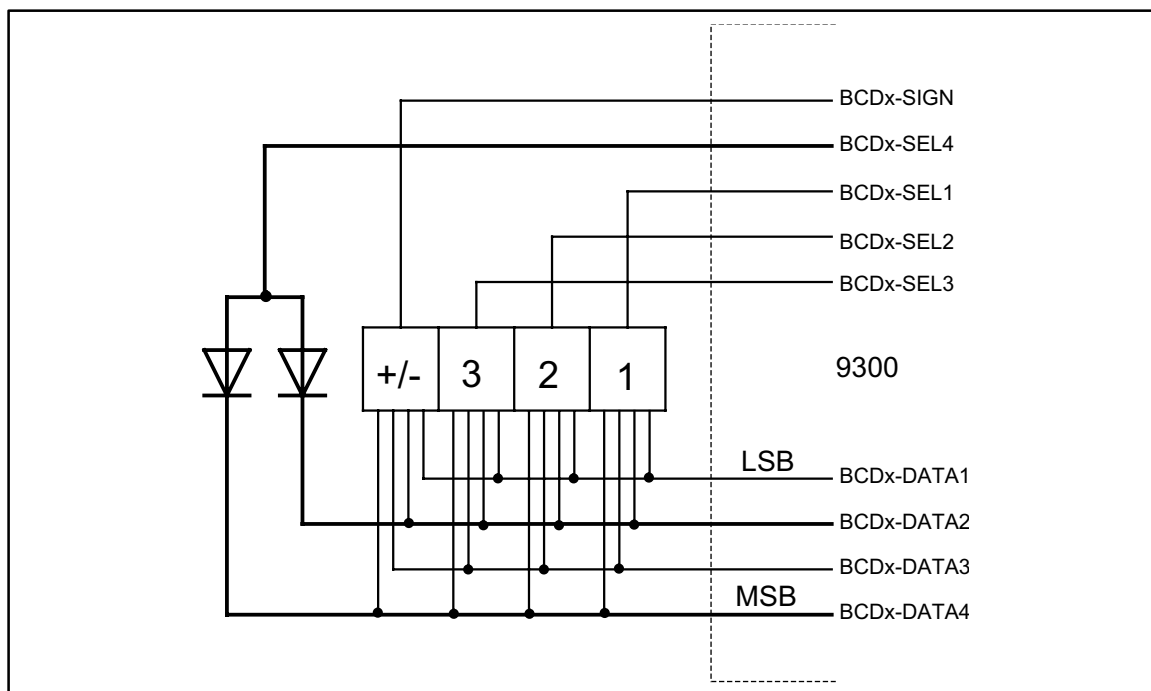 BCDx-SIGN
BCDx-SEL4
BCDx-SEL1
BCDx-SEL2
BCDx-SEL3
+/- 3 2 1
9300
LSB
BCDx-DATA1
BCDx-DATA2
BCDx-DATA3
MSB
BCDx-DATA4